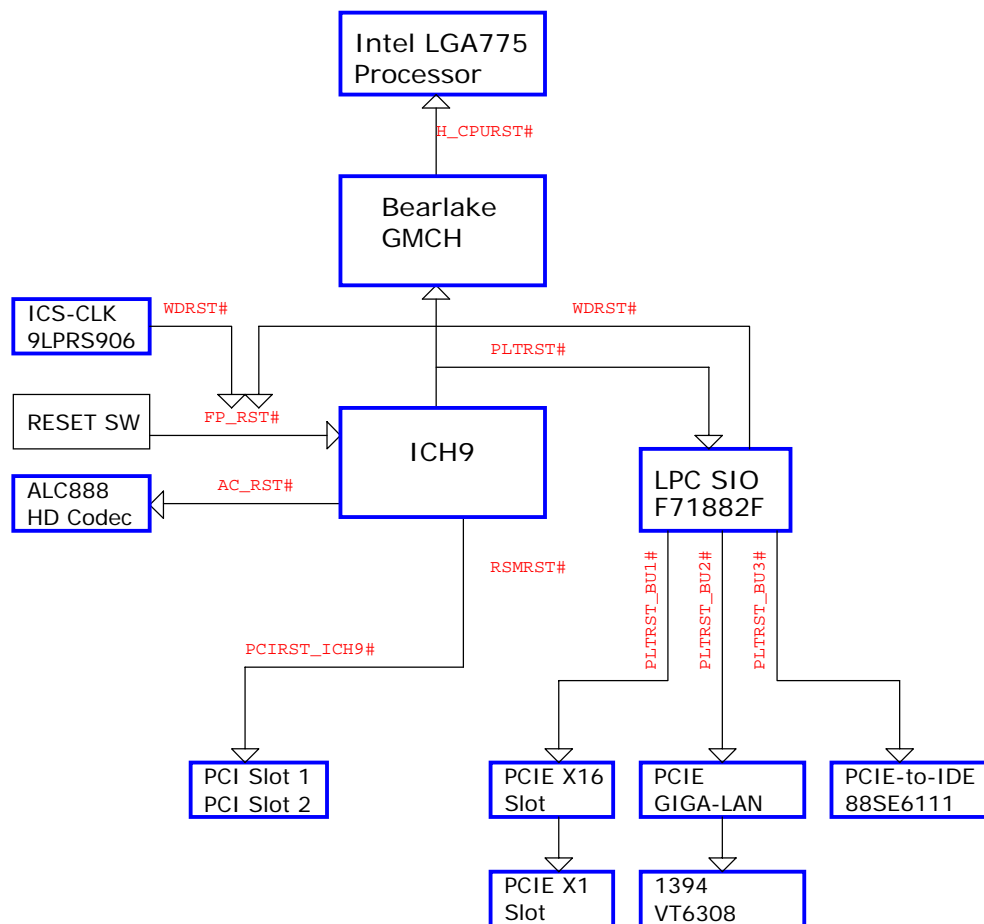 Intel LGA775
Processor
H_CPURST#
Bearlake
GMCH
ICS-CLK
9LPRS906
WDRST#
WDRST#
PLTRST#
RESET SW
FP_RST#
ICH9
LPC SIO
F71882F
ALC888
HD Codec
AC_RST#
RSMRST#
PLTRST_BU1#
PLTRST_BU2#
PLTRST_BU3#
PCIRST_ICH9#
PCI Slot 1
PCI Slot 2
PCIE X16
Slot
PCIE
GIGA-LAN
PCIE-to-IDE
88SE6111
PCIE X1
Slot
1394
VT6308